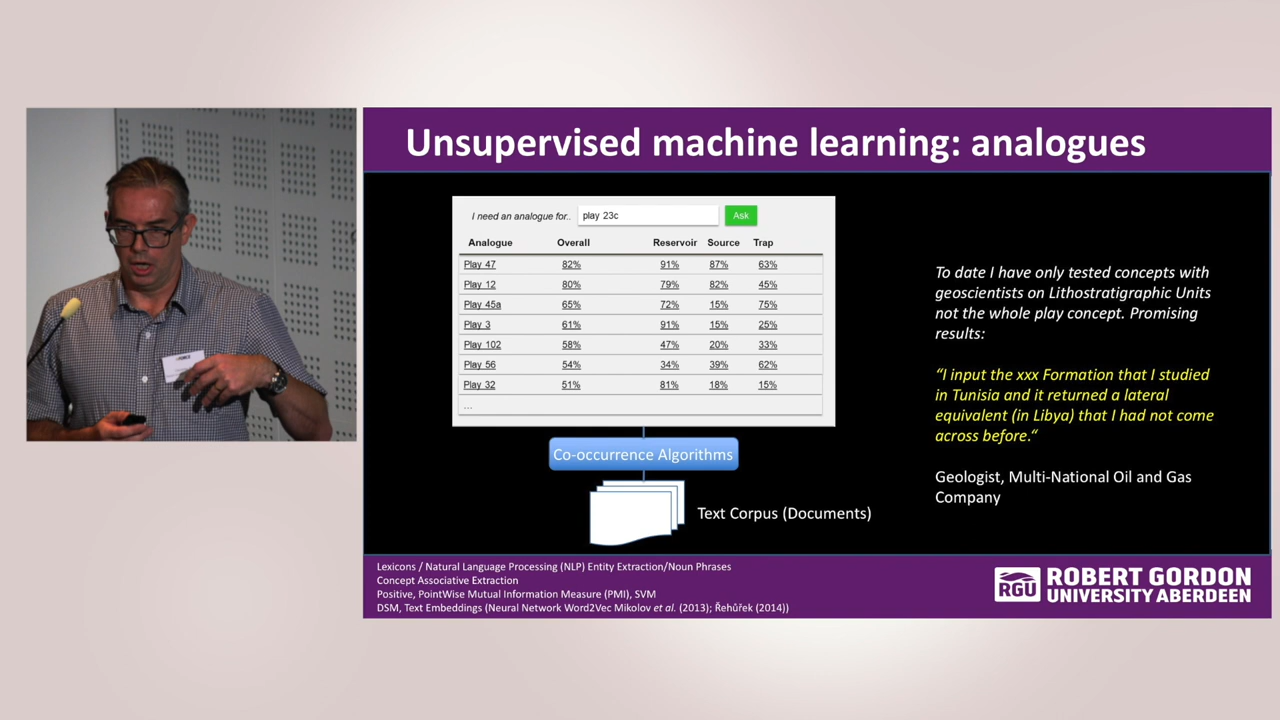 Unsupervised machine learning: analogues
I need an analogue for.. play 23c Ask
Analogue Overall Reservoir Source Trap
Play 47 82% 91% 87% 63%
Play 12 80% 79% 82% 45%
Play 45a 65% 72% 15% 75%
Play 3 61% 91% 15% 25%
Play 102 58% 47% 20% 33%
Play 56 54% 34% 39% 62%
Play 32 51% 81% 18% 15%
...
Co-occurrence Algorithms
Text Corpus (Documents)
To date I have only tested concepts with
geoscientists on Lithostratigraphic Units
not the whole play concept. Promising
results:
“I input the xxx Formation that I studied
in Tunisia and it returned a lateral
equivalent (in Libya) that I had not come
across before.“
Geologist, Multi-National Oil and Gas
Company
Lexicons / Natural Language Processing (NLP) Entity Extraction/Noun Phrases
Concept Associative Extraction
Positive, PointWise Mutual Information Measure (PMI), SVM
DSM, Text Embeddings (Neural Network Word2Vec Mikolov et al. (2013); Řehůřek (2014))
RGU
ROBERT GORDON
UNIVERSITY ABERDEEN